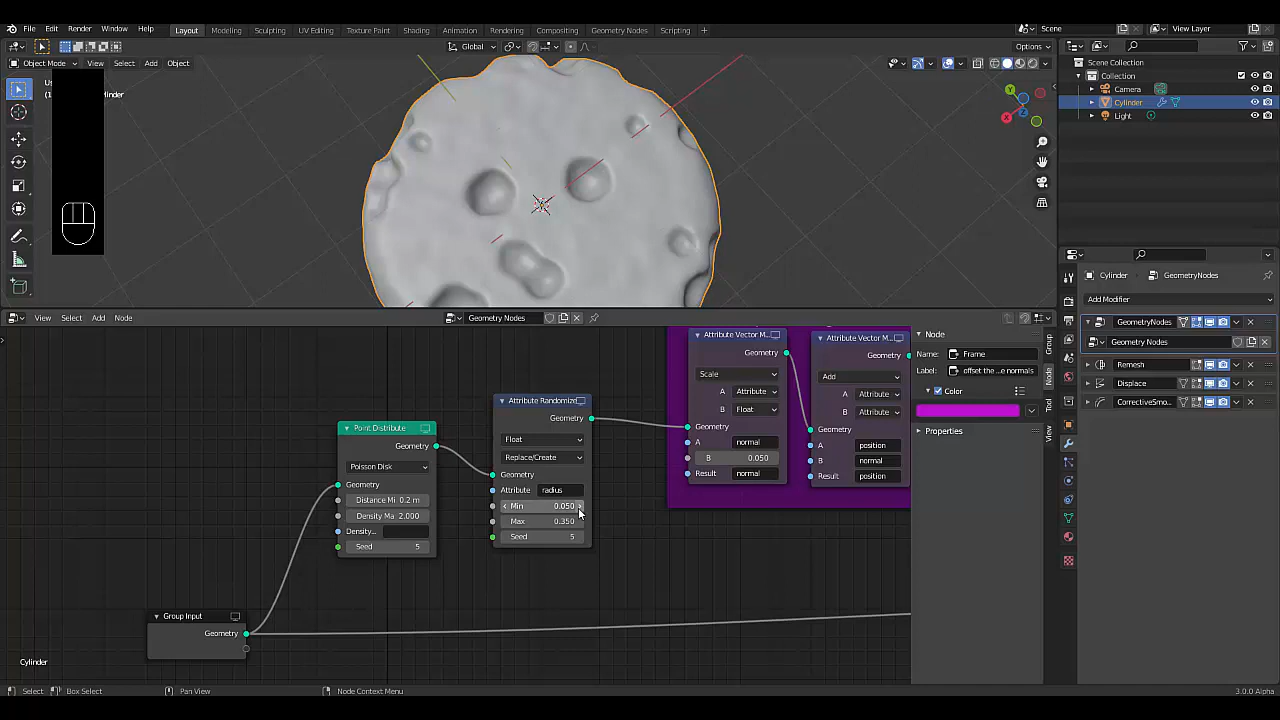 File Edit Render Window Help Layout Modeling Sculpting UV Editing Texture Paint Shading Animation Rendering Compositing Geometry Nodes Scripting + Scene View Layer
Global Options
Object Mode View Select Add Object
Scene Collection
Collection
Camera
Cylinder
Light
Cylinder GeometryNodes
Add Modifier
GeometryNodes
Geometry Nodes
Remesh
Displace
CorrectiveSmo...
View Select Add Node Geometry Nodes
Node
Name: Frame
Label: offset the ...e normals
Color
Properties
Group
Node
Tool
View
Attribute Vector M...
Geometry
Scale
A Attribute
B Float
Geometry
A normal
B 0.050
Result normal
Attribute Vector M...
Geometry
Add
A Attribute
B Attribute
Geometry
A position
B normal
Result position
Attribute Randomize
Geometry
Float
Replace/Create
Geometry
Attribute radius
Min 0.050
Max 0.350
Seed 5
Point Distribute
Geometry
Poisson Disk
Geometry
Distance Mi 0.2 m
Density Ma 2.000
Density...
Seed 5
Group Input
Geometry
Cylinder
Select Box Select Pan View Node Context Menu 3.0.0 Alpha